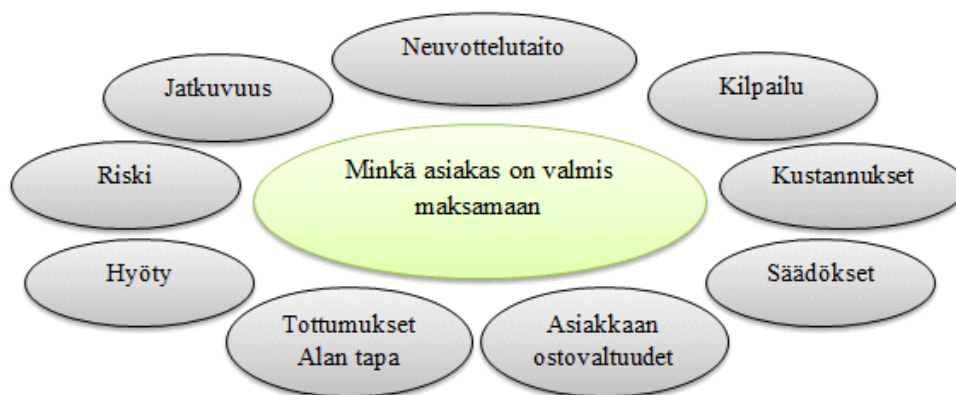 Neuvottelutaito
Jatkuvuus
Kilpailu
Riski
Minkä asiakas on valmis
maksamaan
Kustannukset
Hyöty
Säädökset
Tottumukset
Alan tapa
Asiakkaan
ostovaltuudet